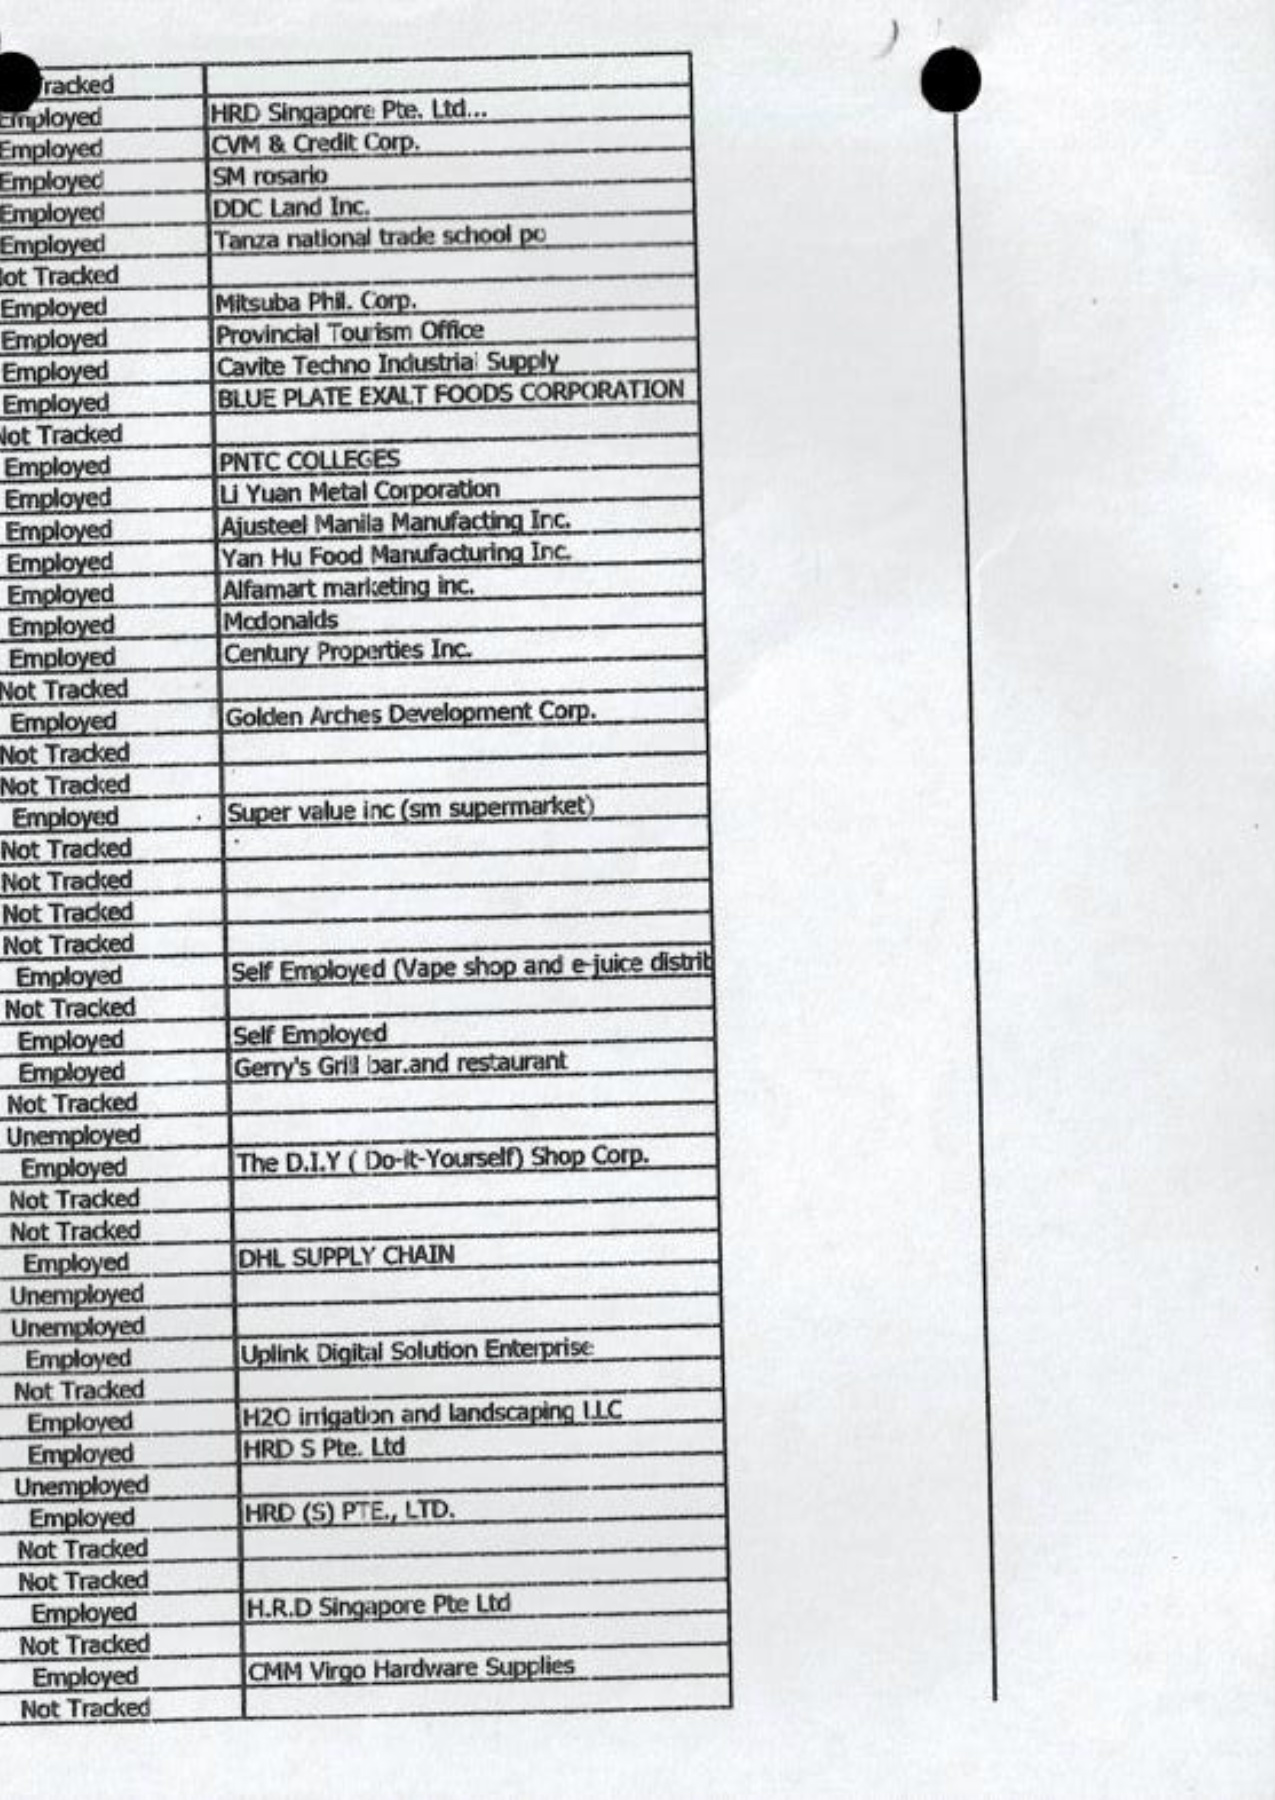 Tracked
Employed HRD Singapore Pte. Ltd...
Employed CVM & Credit Corp.
Employed SM rosario
Employed DDC Land Inc.
Employed Tanza national trade school po
Not Tracked
Employed Mitsuba Phil. Corp.
Employed Provincial Tourism Office
Employed Cavite Techno Industrial Supply
Employed BLUE PLATE EXALT FOODS CORPORATION
Not Tracked
Employed PNTC COLLEGES
Employed Li Yuan Metal Corporation
Employed Ajusteel Manila Manufacting Inc.
Employed Yan Hu Food Manufacturing Inc.
Employed Alfamart marketing inc.
Employed Mcdonalds
Employed Century Properties Inc.
Not Tracked
Employed Golden Arches Development Corp.
Not Tracked
Not Tracked
Employed Super value inc (sm supermarket)
Not Tracked
Not Tracked
Not Tracked
Not Tracked
Employed Self Employed (Vape shop and e-juice distrib
Not Tracked
Employed Self Employed
Employed Gerry's Grill bar.and restaurant
Not Tracked
Unemployed
Employed The D.I.Y ( Do-it-Yourself) Shop Corp.
Not Tracked
Not Tracked
Employed DHL SUPPLY CHAIN
Unemployed
Unemployed
Employed Uplink Digital Solution Enterprise
Not Tracked
Employed H2O irrigation and landscaping LLC
Employed HRD S Pte. Ltd
Unemployed
Employed HRD (S) PTE., LTD.
Not Tracked
Not Tracked
Employed H.R.D Singapore Pte Ltd
Not Tracked
Employed CMM Virgo Hardware Supplies
Not Tracked